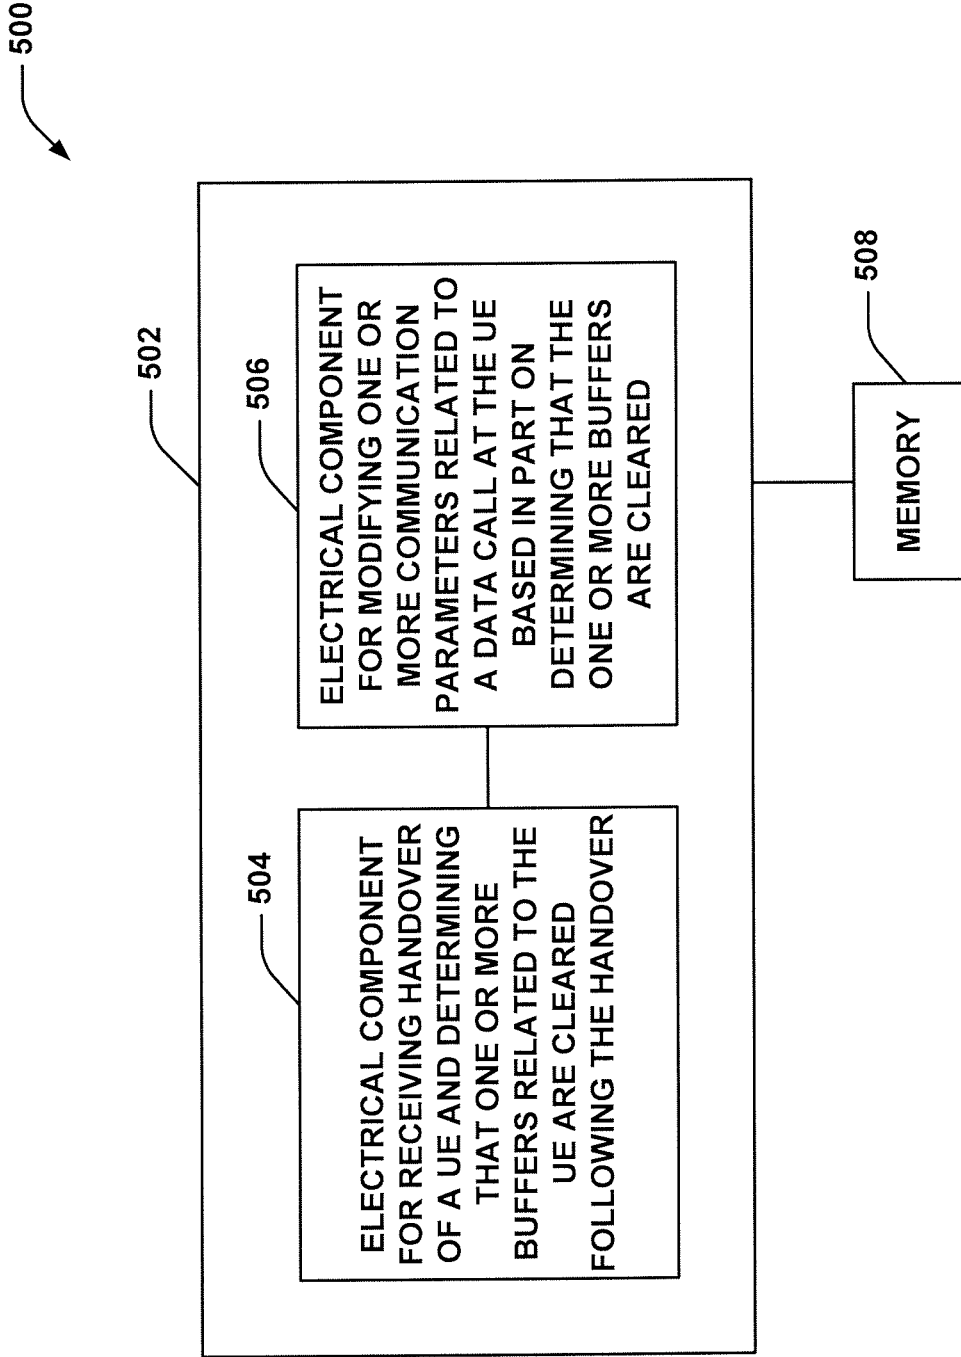 500
502
504
ELECTRICAL COMPONENT
FOR RECEIVING HANDOVER
OF A UE AND DETERMINING
THAT ONE OR MORE
BUFFERS RELATED TO THE
UE ARE CLEARED
FOLLOWING THE HANDOVER
506
ELECTRICAL COMPONENT
FOR MODIFYING ONE OR
MORE COMMUNICATION
PARAMETERS RELATED TO
A DATA CALL AT THE UE
BASED IN PART ON
DETERMINING THAT THE
ONE OR MORE BUFFERS
ARE CLEARED
508
MEMORY